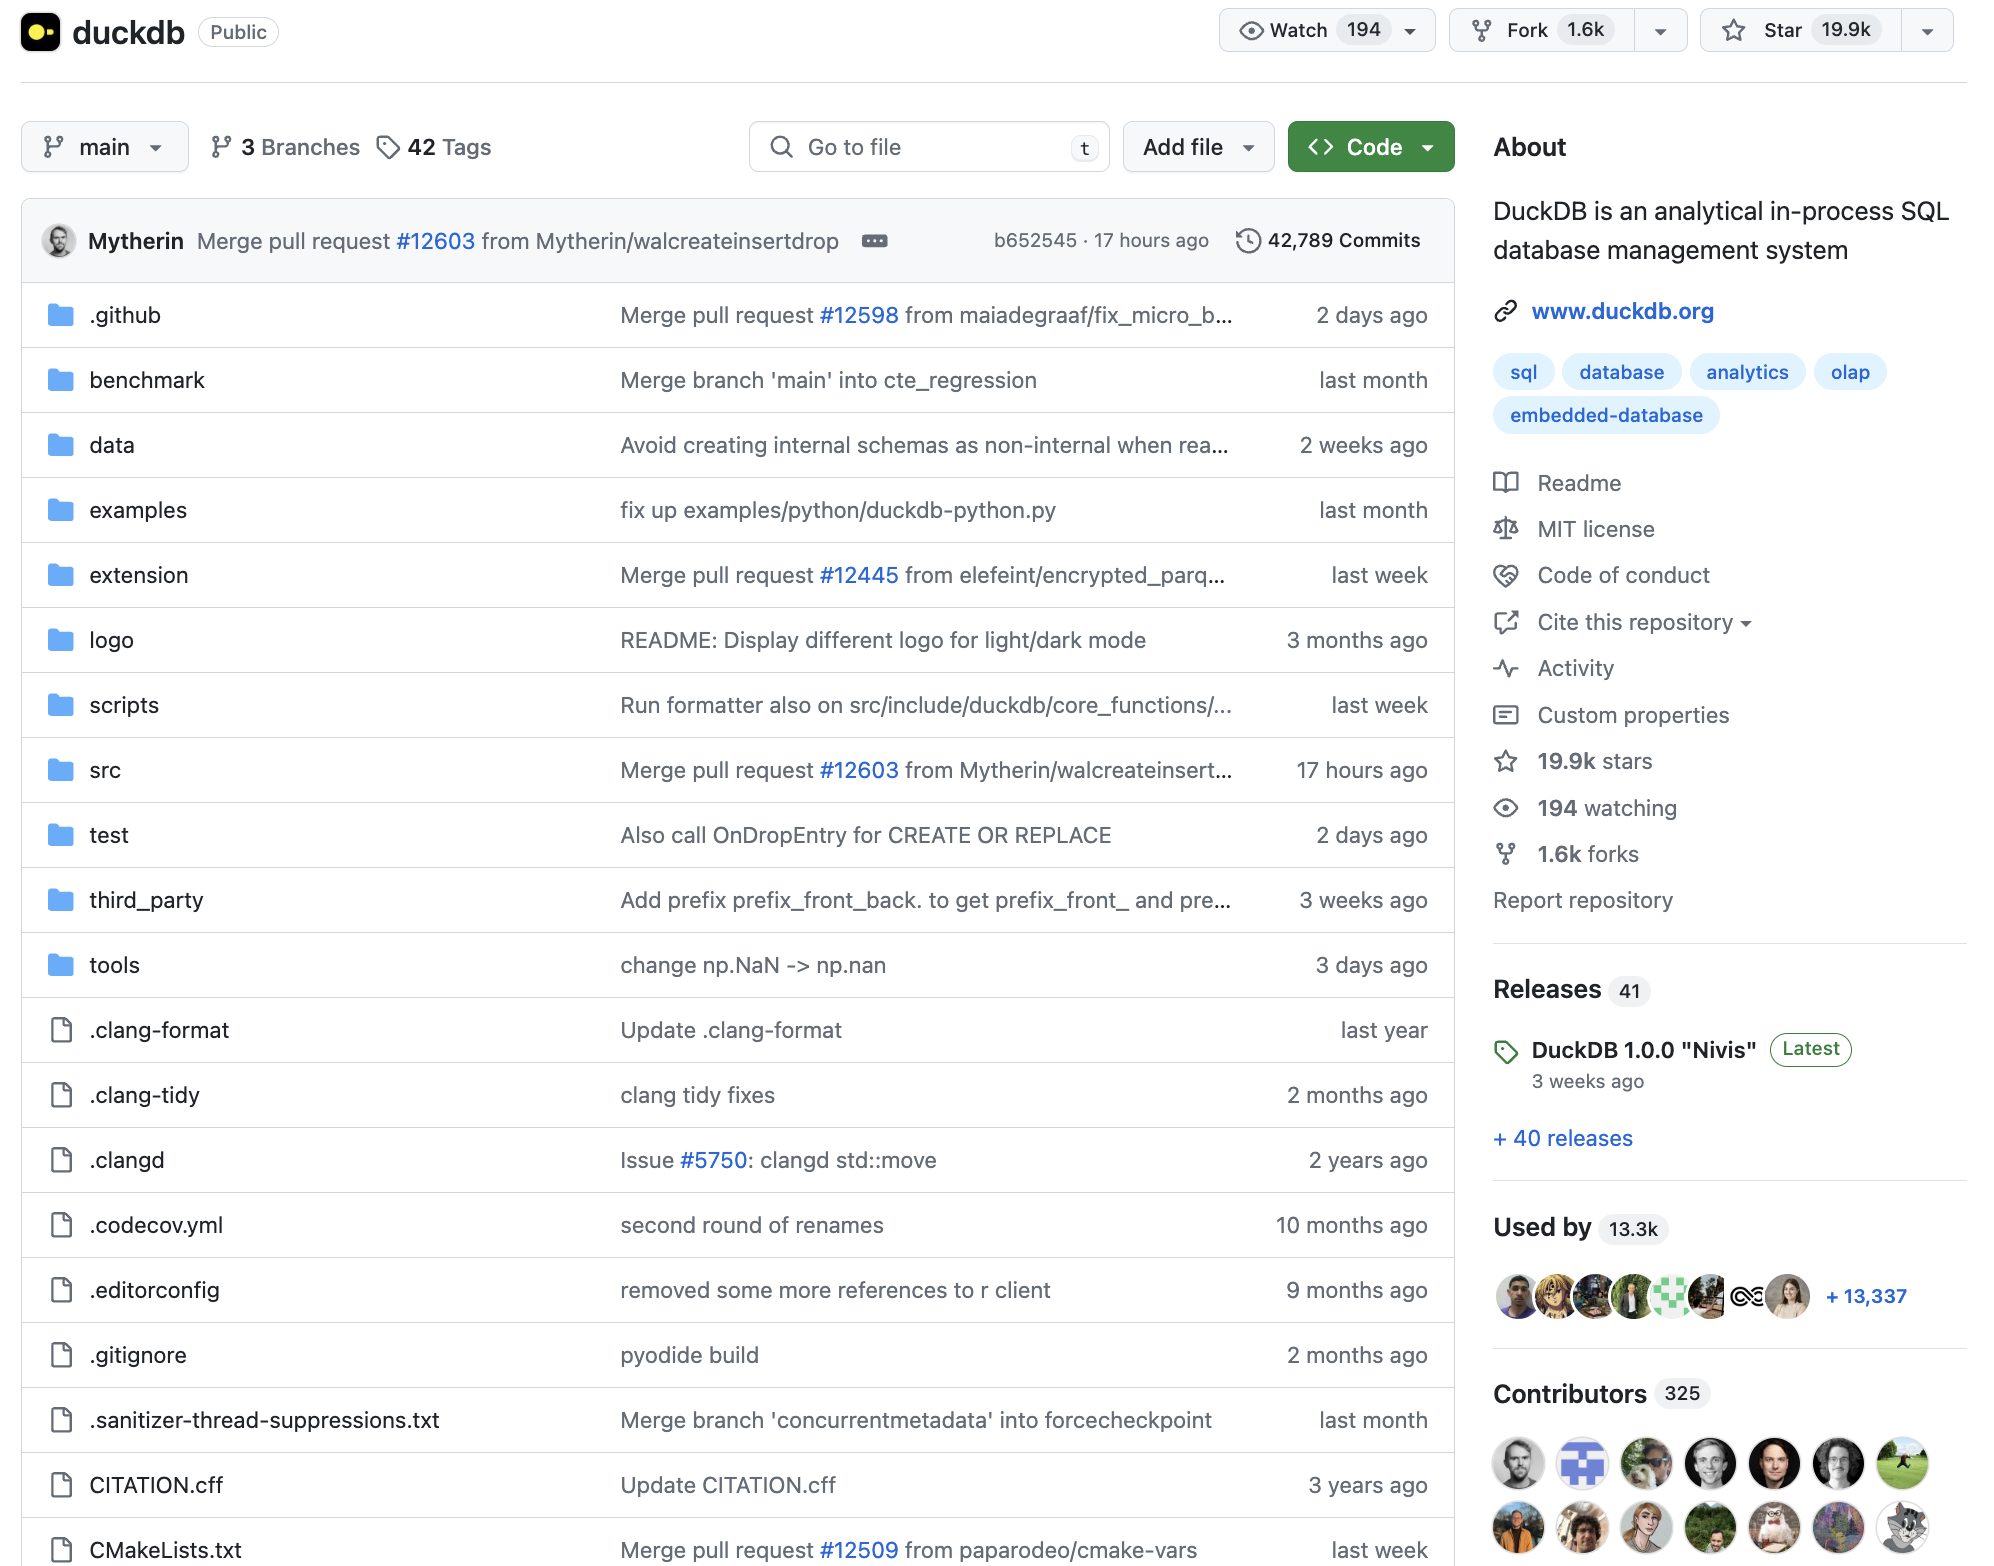 duckdb Public Watch 194 Fork 1.6k Star 19.9k
main 3 Branches 42 Tags Go to file t Add file Code
Mytherin Merge pull request #12603 from Mytherin/walcreateinsertdrop b652545 · 17 hours ago 42,789 Commits
.github Merge pull request #12598 from maiadegraaf/fix_micro_b... 2 days ago
benchmark Merge branch 'main' into cte_regression last month
data Avoid creating internal schemas as non-internal when rea... 2 weeks ago
examples fix up examples/python/duckdb-python.py last month
extension Merge pull request #12445 from elefeint/encrypted_parq... last week
logo README: Display different logo for light/dark mode 3 months ago
scripts Run formatter also on src/include/duckdb/core_functions/... last week
src Merge pull request #12603 from Mytherin/walcreateinsert... 17 hours ago
test Also call OnDropEntry for CREATE OR REPLACE 2 days ago
third_party Add prefix prefix_front_back. to get prefix_front_ and pre... 3 weeks ago
tools change np.NaN -> np.nan 3 days ago
.clang-format Update .clang-format last year
.clang-tidy clang tidy fixes 2 months ago
.clangd Issue #5750: clangd std::move 2 years ago
.codecov.yml second round of renames 10 months ago
.editorconfig removed some more references to r client 9 months ago
.gitignore pyodide build 2 months ago
.sanitizer-thread-suppressions.txt Merge branch 'concurrentmetadata' into forcecheckpoint last month
CITATION.cff Update CITATION.cff 3 years ago
CMakeLists.txt Merge pull request #12509 from paparodeo/cmake-vars last week
About
DuckDB is an analytical in-process SQL
database management system
www.duckdb.org
sql database analytics olap
embedded-database
Readme
MIT license
Code of conduct
Cite this repository
Activity
Custom properties
19.9k stars
194 watching
1.6k forks
Report repository
Releases 41
DuckDB 1.0.0 "Nivis" Latest
3 weeks ago
+ 40 releases
Used by 13.3k
+ 13,337
Contributors 325